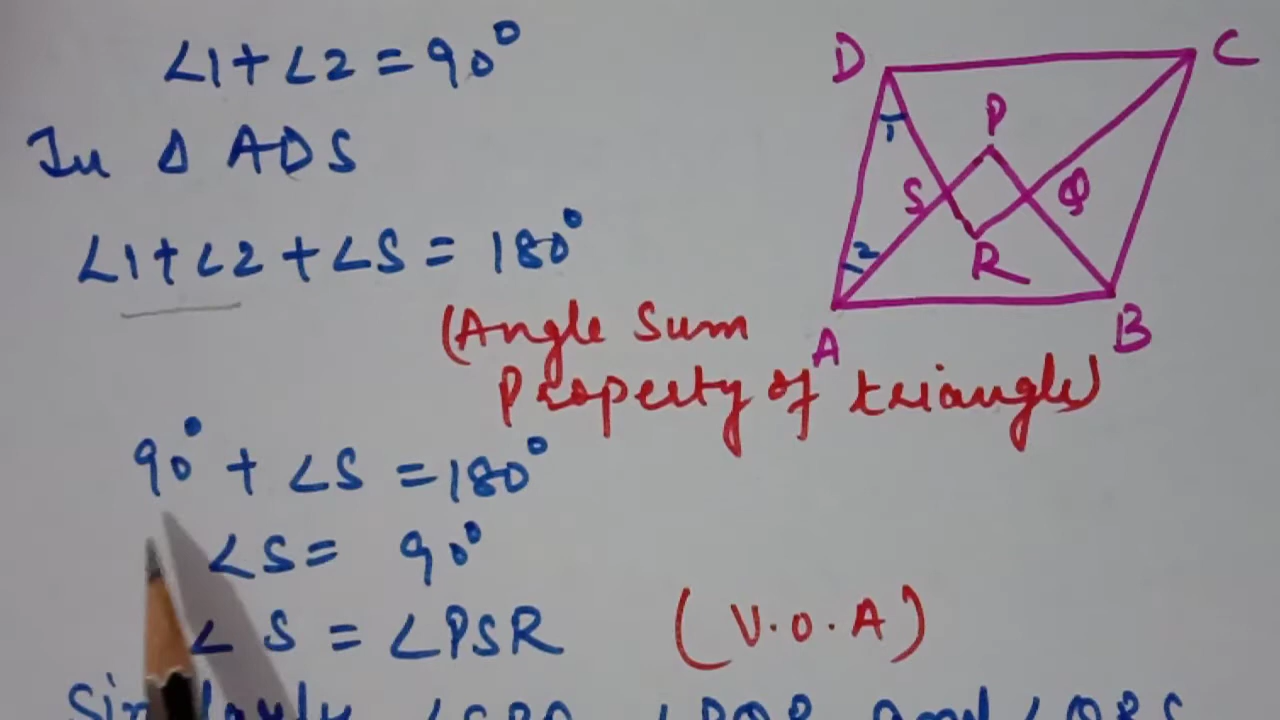 ∠1+∠2=90°
In Δ ADS
∠1+∠2+∠S=180°
(Angle Sum
Property of triangle)
90°+∠S=180°
∠S=90°
∠S=∠PSR (V.O.A)
and
D
C
P
1
S
Q
2
R
A
B